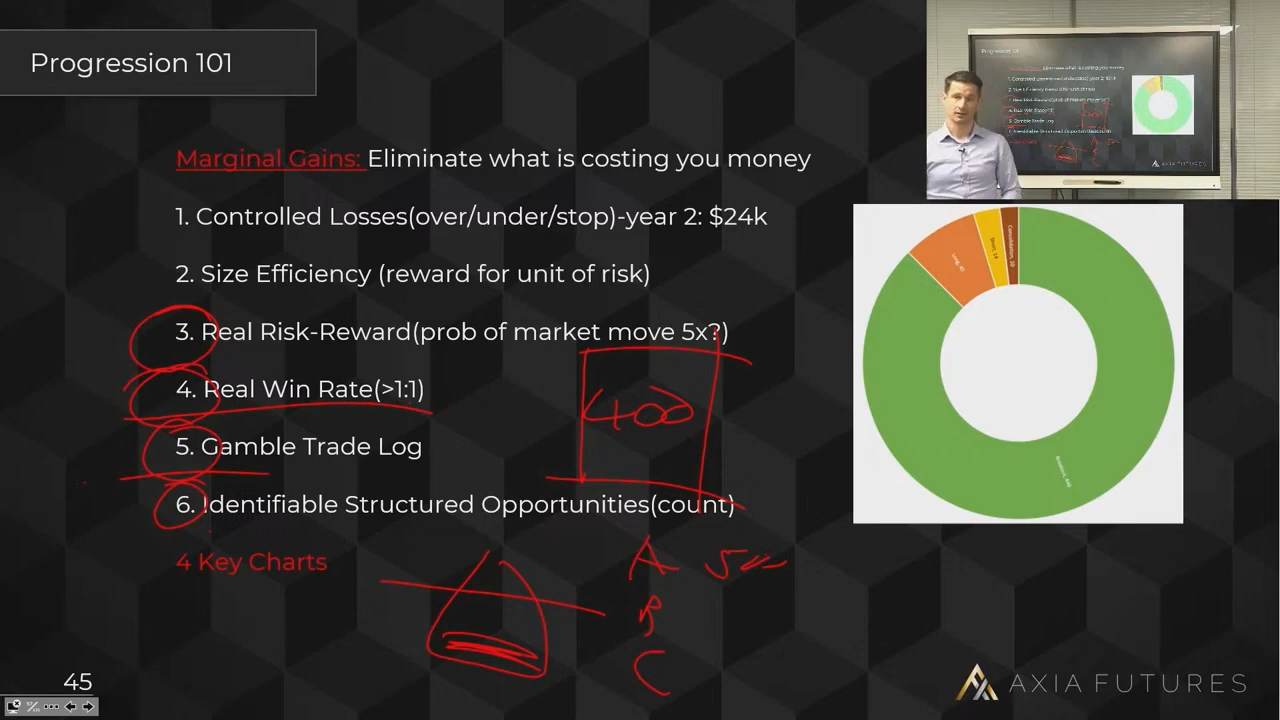 Progression 101
Marginal Gains: Eliminate what is costing you money
1. Controlled Losses(over/under/stop)-year 2: $24k
2. Size Efficiency (reward for unit of risk)
3. Real Risk-Reward(prob of market move 5x?)
4. Real Win Rate(>1:1)
400
5. Gamble Trade Log
6. Identifiable Structured Opportunities(count)
4 Key Charts
A
B
C
45
AXIA FUTURES